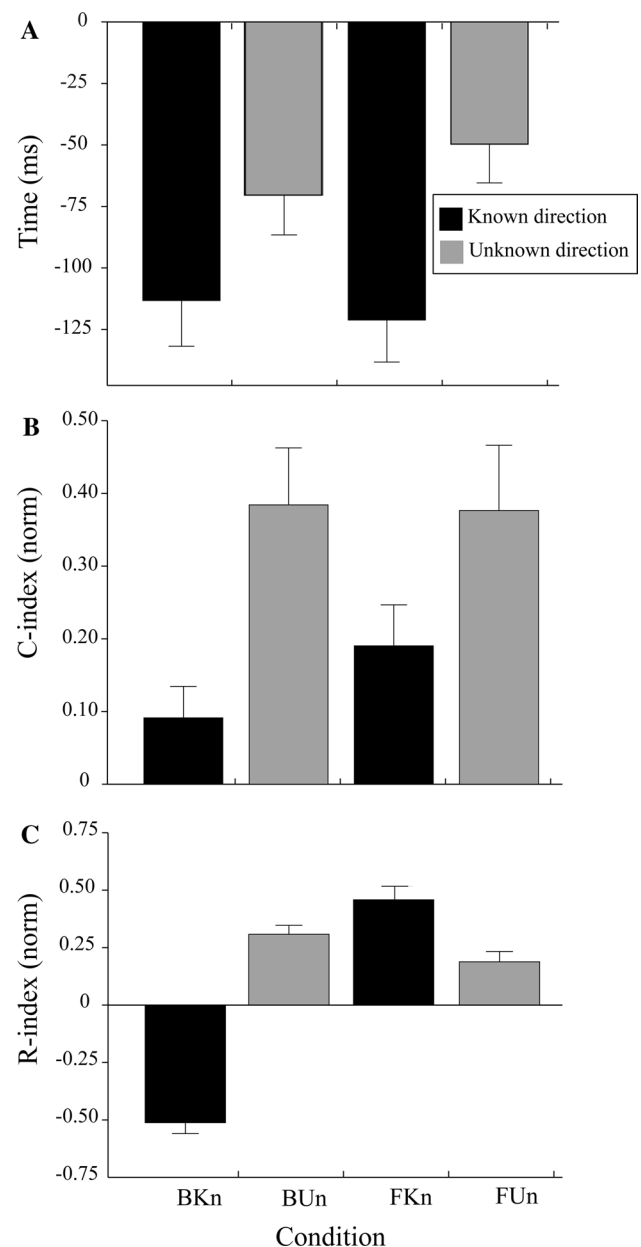 A
0
-25
-50
-75
-100
-125
Time (ms)
Known direction
Unknown direction
B
0.50
0.40
0.30
0.20
0.10
0
C-index (norm)
C
0.75
0.50
0.25
0
-0.25
-0.50
-0.75
R-index (norm)
BKn BUn FKn FUn
Condition